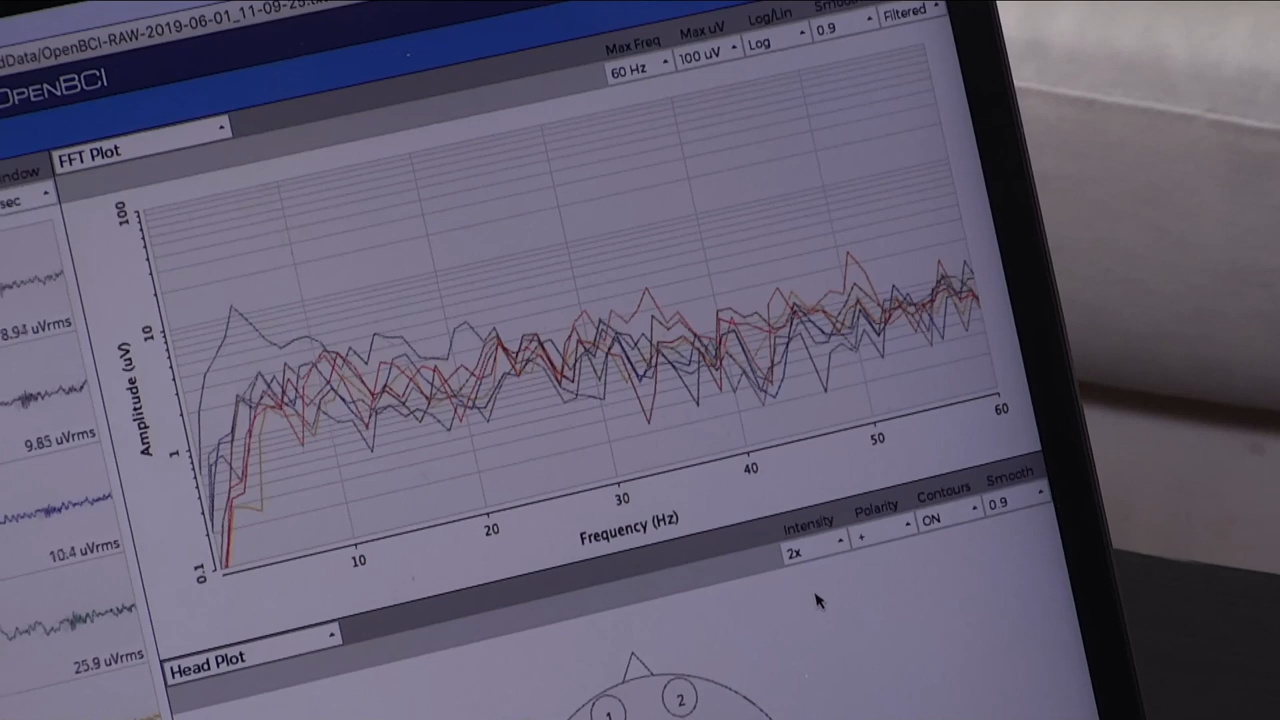 dData/OpenBCI-RAW-2019-06-01_11-09-25.tx
OPENBCI
Max Freq Max uV Log/Lin Smoo
60 Hz 100 uV Log 0.9 Filtered
FFT Plot
indow
sec
100
10
1
0.1
Amplitude (uV)
10 20 30 40 50 60
Frequency (Hz)
8.94 uVrms
9.85 uVrms
10.4 uVrms
25.9 uVrms
Intensity Polarity Contours Smooth
2x + ON 0.9
Head Plot
1 2